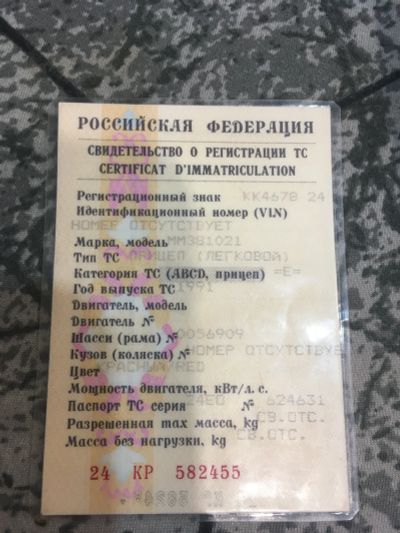 РОССИЙСКАЯ ФЕДЕРАЦИЯ
СВИДЕТЕЛЬСТВО О РЕГИСТРАЦИИ ТС
CERTIFICAT D'IMMATRICULATION
Регистрационный знак КК4678 24
Идентификационный номер (VIN)
НОМЕР ОТСУТСТВУЕТ
Марка, модель ММЗ81021
Тип ТС ПРИЦЕП (ЛЕГКОВОЙ)
Категория ТС (ABCD, прицеп) =E=
Год выпуска ТС 1991
Двигатель, модель
Двигатель №
Шасси (рама) № 0056909
Кузов (коляска) № НОМЕР ОТСУТСТВУЕ
Цвет
КРАСНЫЙ/RED
Мощность двигателя, кВт/л. с.
Паспорт ТС серия 24ЕО № 624631
Разрешенная max масса, kg СВ.ОТС.
Масса без нагрузки, kg СВ.ОТС.
24 КР 582455